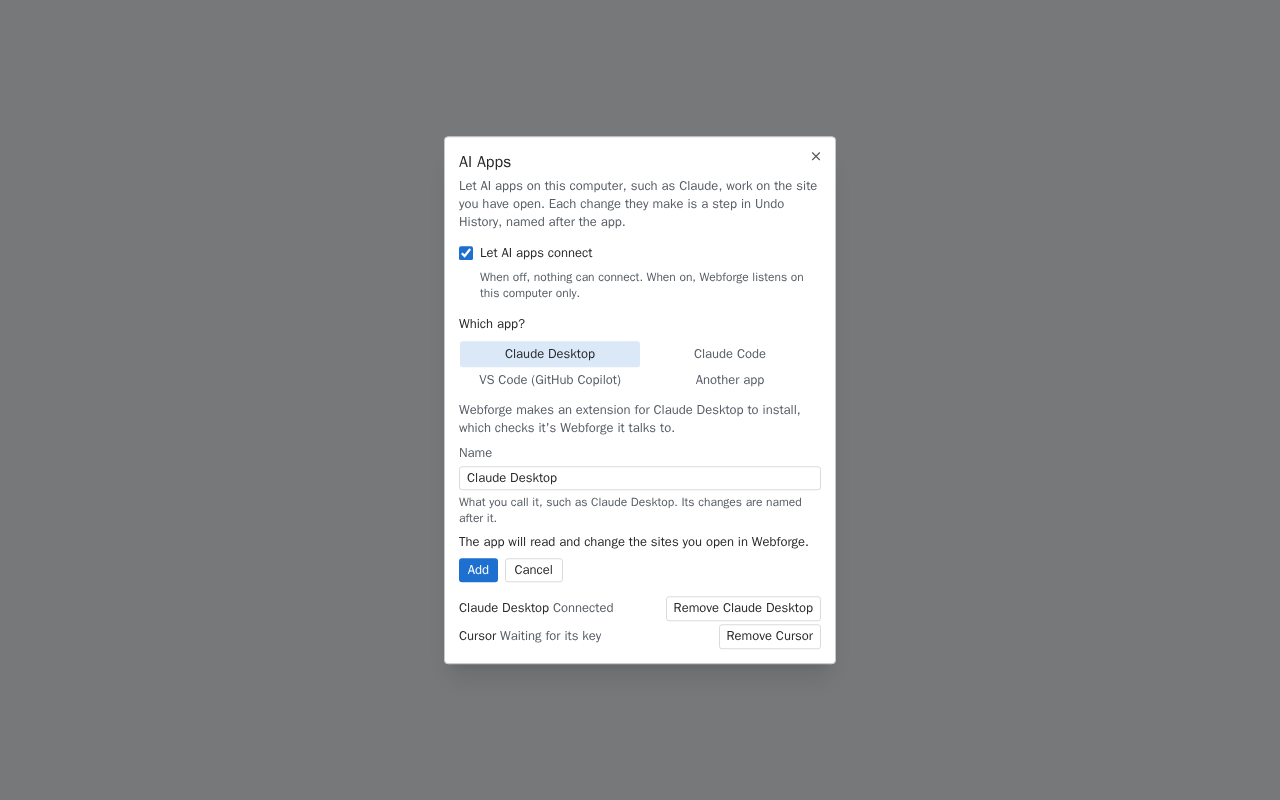 AI Apps
Let AI apps on this computer, such as Claude, work on the site
you have open. Each change they make is a step in Undo
History, named after the app.
Let AI apps connect
When off, nothing can connect. When on, Webforge listens on
this computer only.
Which app?
Claude Desktop
Claude Code
VS Code (GitHub Copilot)
Another app
Webforge makes an extension for Claude Desktop to install,
which checks it's Webforge it talks to.
Name
Claude Desktop
What you call it, such as Claude Desktop. Its changes are named
after it.
The app will read and change the sites you open in Webforge.
Add
Cancel
Claude Desktop Connected
Remove Claude Desktop
Cursor Waiting for its key
Remove Cursor